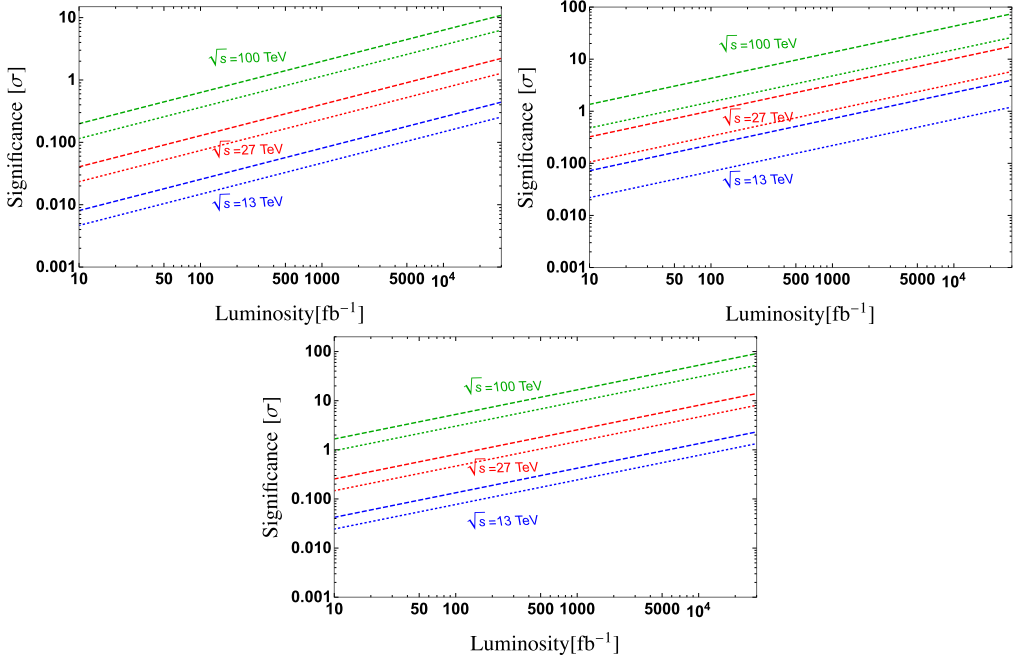 Significance [σ]
10
1
0.100
0.010
0.001
√s=100 TeV
√s=27 TeV
√s=13 TeV
10 50 100 500 1000 5000 10⁴
Luminosity[fb⁻¹]
Significance [σ]
100
10
1
0.100
0.010
0.001
√s=100 TeV
√s=27 TeV
√s=13 TeV
10 50 100 500 1000 5000 10⁴
Luminosity[fb⁻¹]
Significance [σ]
100
10
1
0.100
0.010
0.001
√s=100 TeV
√s=27 TeV
√s=13 TeV
10 50 100 500 1000 5000 10⁴
Luminosity[fb⁻¹]